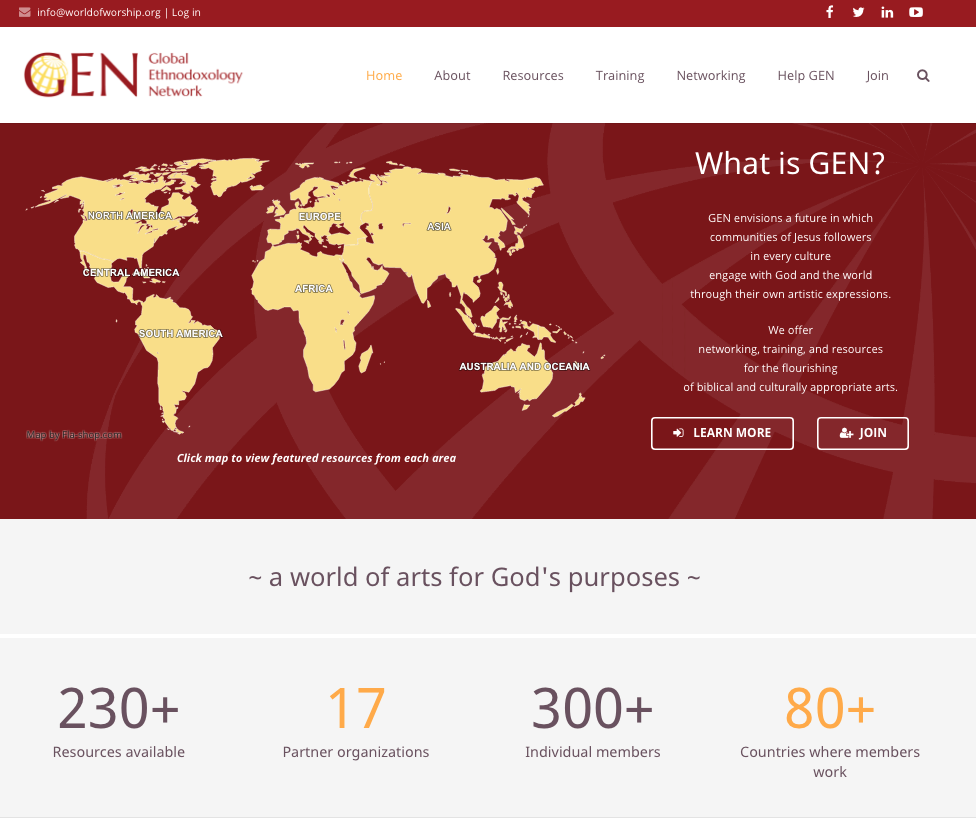 info@worldofworship.org | Log in
GEN Global
Ethnodoxology
Network
Home About Resources Training Networking Help GEN Join
What is GEN?
NORTH AMERICA
EUROPE
ASIA
CENTRAL AMERICA
AFRICA
SOUTH AMERICA
AUSTRALIA AND OCEANIA
Map by Fla-shop.com
Click map to view featured resources from each area
GEN envisions a future in which
communities of Jesus followers
in every culture
engage with God and the world
through their own artistic expressions.
We offer
networking, training, and resources
for the flourishing
of biblical and culturally appropriate arts.
LEARN MORE
JOIN
~ a world of arts for God's purposes ~
230+
Resources available
17
Partner organizations
300+
Individual members
80+
Countries where members
work